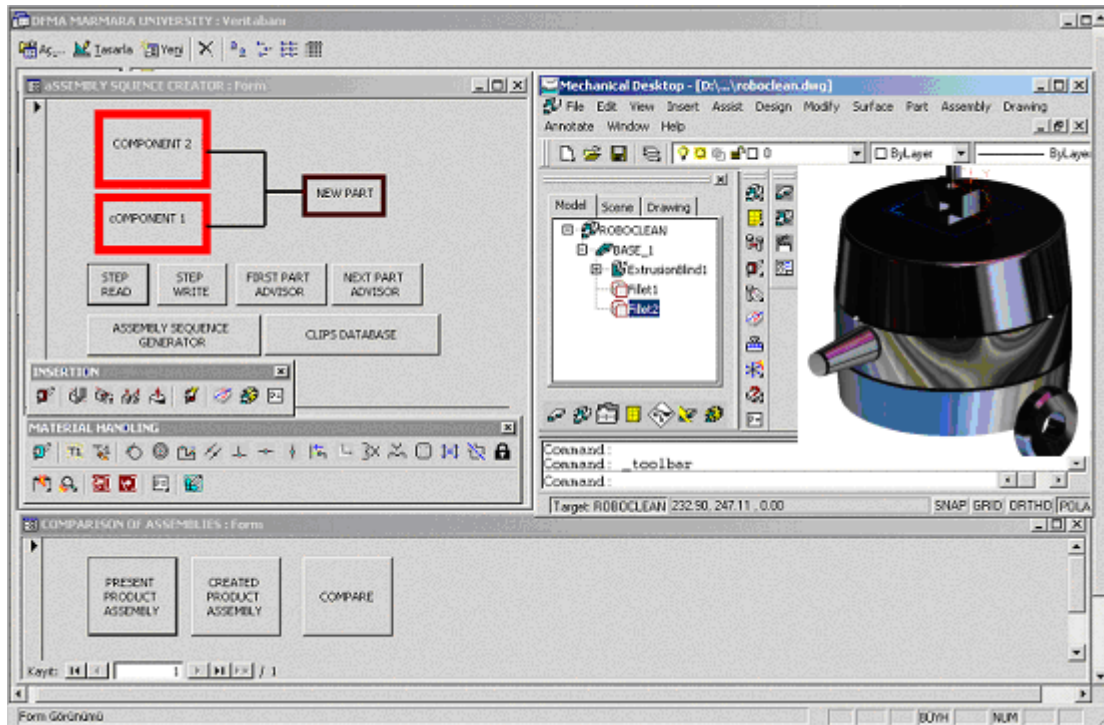 DFMA MARMARA UNIVERSITY : Veritabanı
Aç... Tasarla Yeni
aSSEMBLY SQUENCE CREATOR : Form
COMPONENT 2
cOMPONENT 1
NEW PART
STEP READ
STEP WRITE
FIRST PART ADVISOR
NEXT PART ADVISOR
ASSEMBLY SEQUENCE GENERATOR
CLIPS DATABASE
INSERTION
MATERIAL HANDLING
Mechanical Desktop - [D:\...\roboclean.dwg]
File Edit View Insert Assist Design Modify Surface Part Assembly Drawing
Annotate Window Help
0 ByLayer ByLayer
Model Scene Drawing
ROBOCLEAN
BASE_1
ExtrusionBlind1
Fillet1
Fillet2
Command:
Command: _toolbar
Command:
Target: ROBOCLEAN 232.90, 247.11 , 0.00 SNAP GRID ORTHO POLA
COMPARISON OF ASSEMBLIES : Form
PRESENT PRODUCT ASSEMBLY
CREATED PRODUCT ASSEMBLY
COMPARE
Kayıt: 1 / 1
Form Görünümü BÜYH NUM